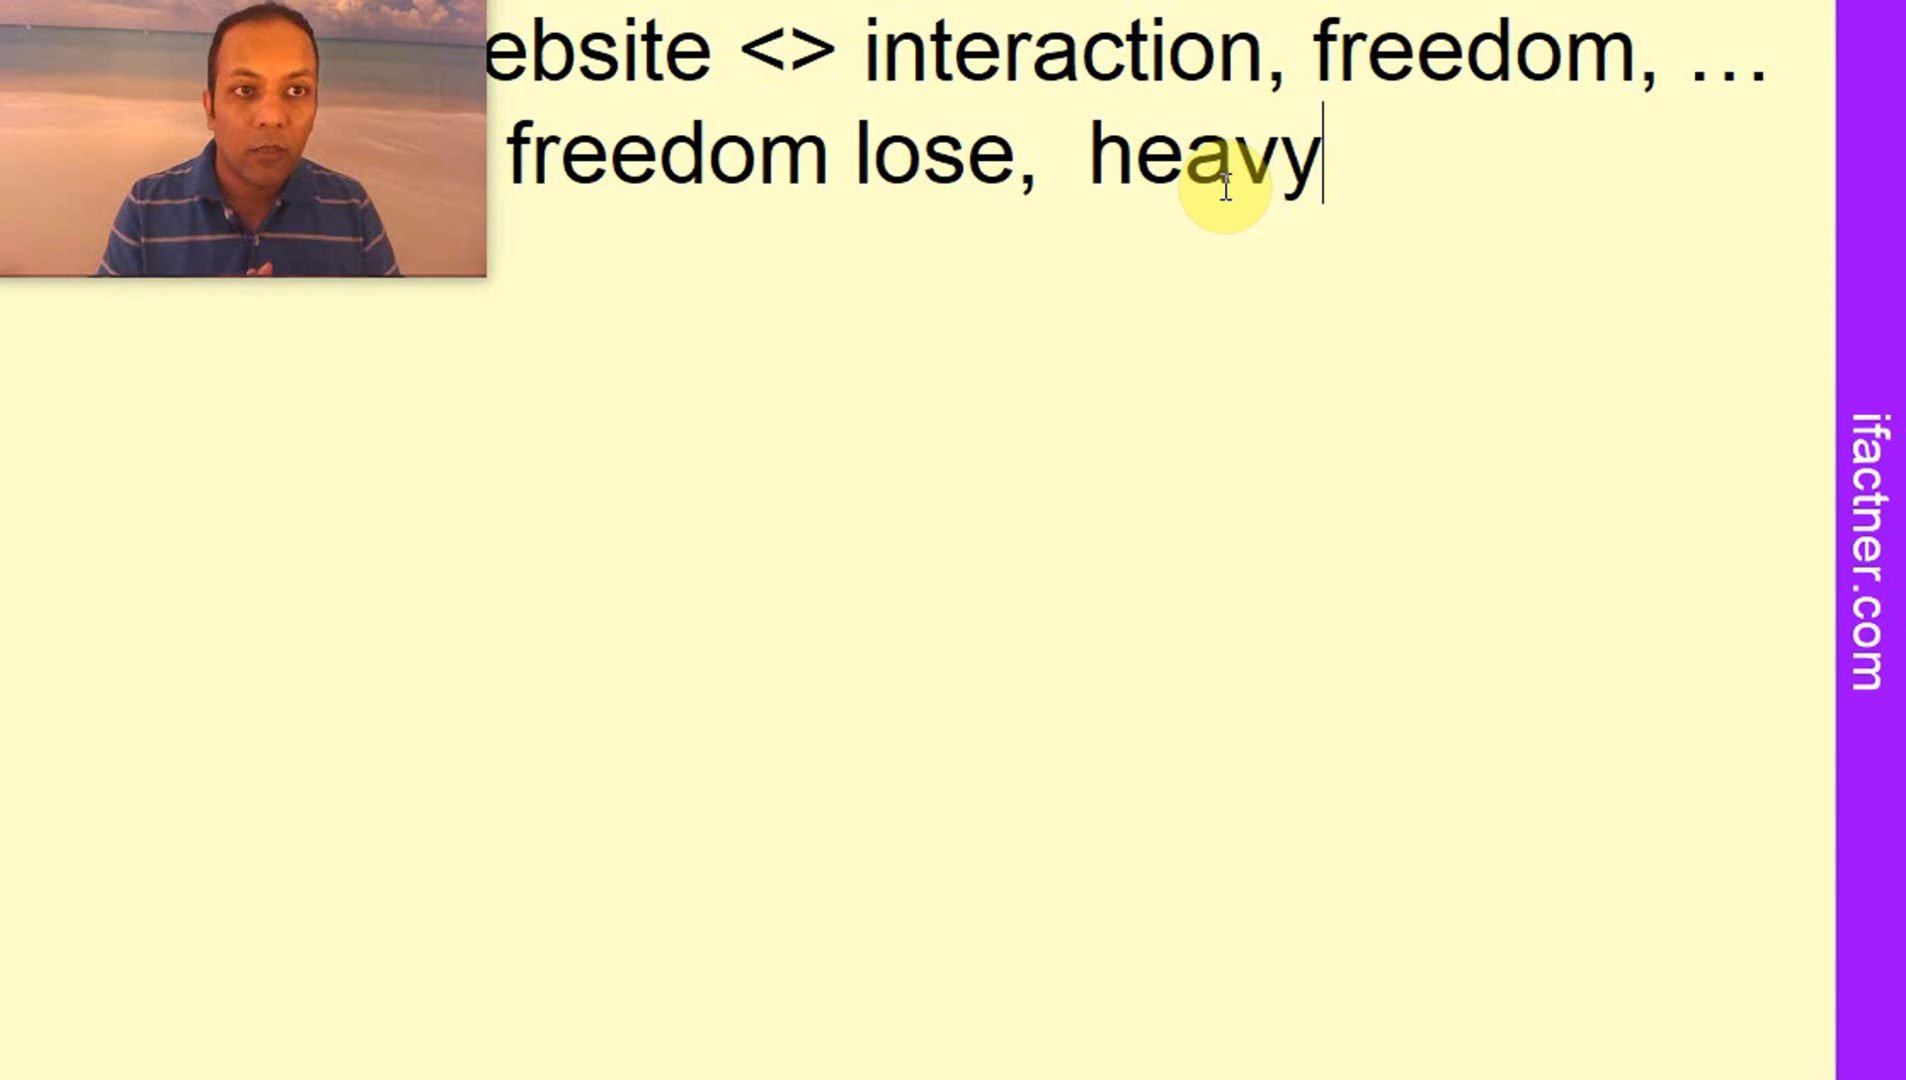 ebsite <> interaction, freedom, ...
freedom lose,  heavy
ifactner.com